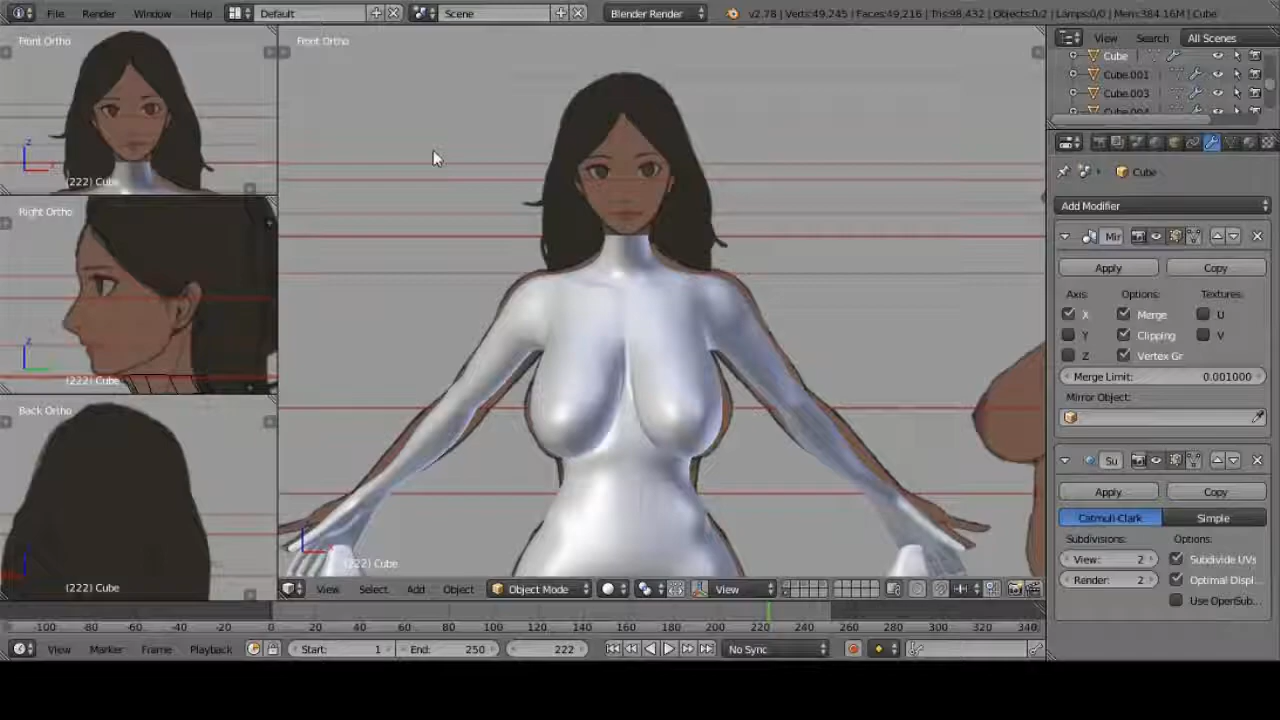 File Render Window Help Default Scene Blender Render v2.78 | Verts:49,245 | Faces:49,216 | Tris:98,432 | Objects:0/2 | Lamps:0/0 | Mem:384.16M | Cube
Front Ortho
(222) Cube
Right Ortho
(222) Cube
Back Ortho
(222) Cube
Front Ortho
(222) Cube
View Select Add Object Object Mode View
View Search All Scenes
Cube
Cube.001
Cube.003
Cube.004
Cube
Add Modifier
Mir
Apply Copy
Axis: Options: Textures:
X Merge U
Y Clipping V
Z Vertex Gr
Merge Limit: 0.001000
Mirror Object:
Su
Apply Copy
Catmull-Clark Simple
Subdivisions: Options:
View: 2 Subdivide UVs
Render: 2 Optimal Displ...
Use OpenSub...
-100 -80 -60 -40 -20 0 20 40 60 80 100 120 140 160 180 200 220 240 260 280 300 320 340
View Marker Frame Playback Start: 1 End: 250 222 No Sync